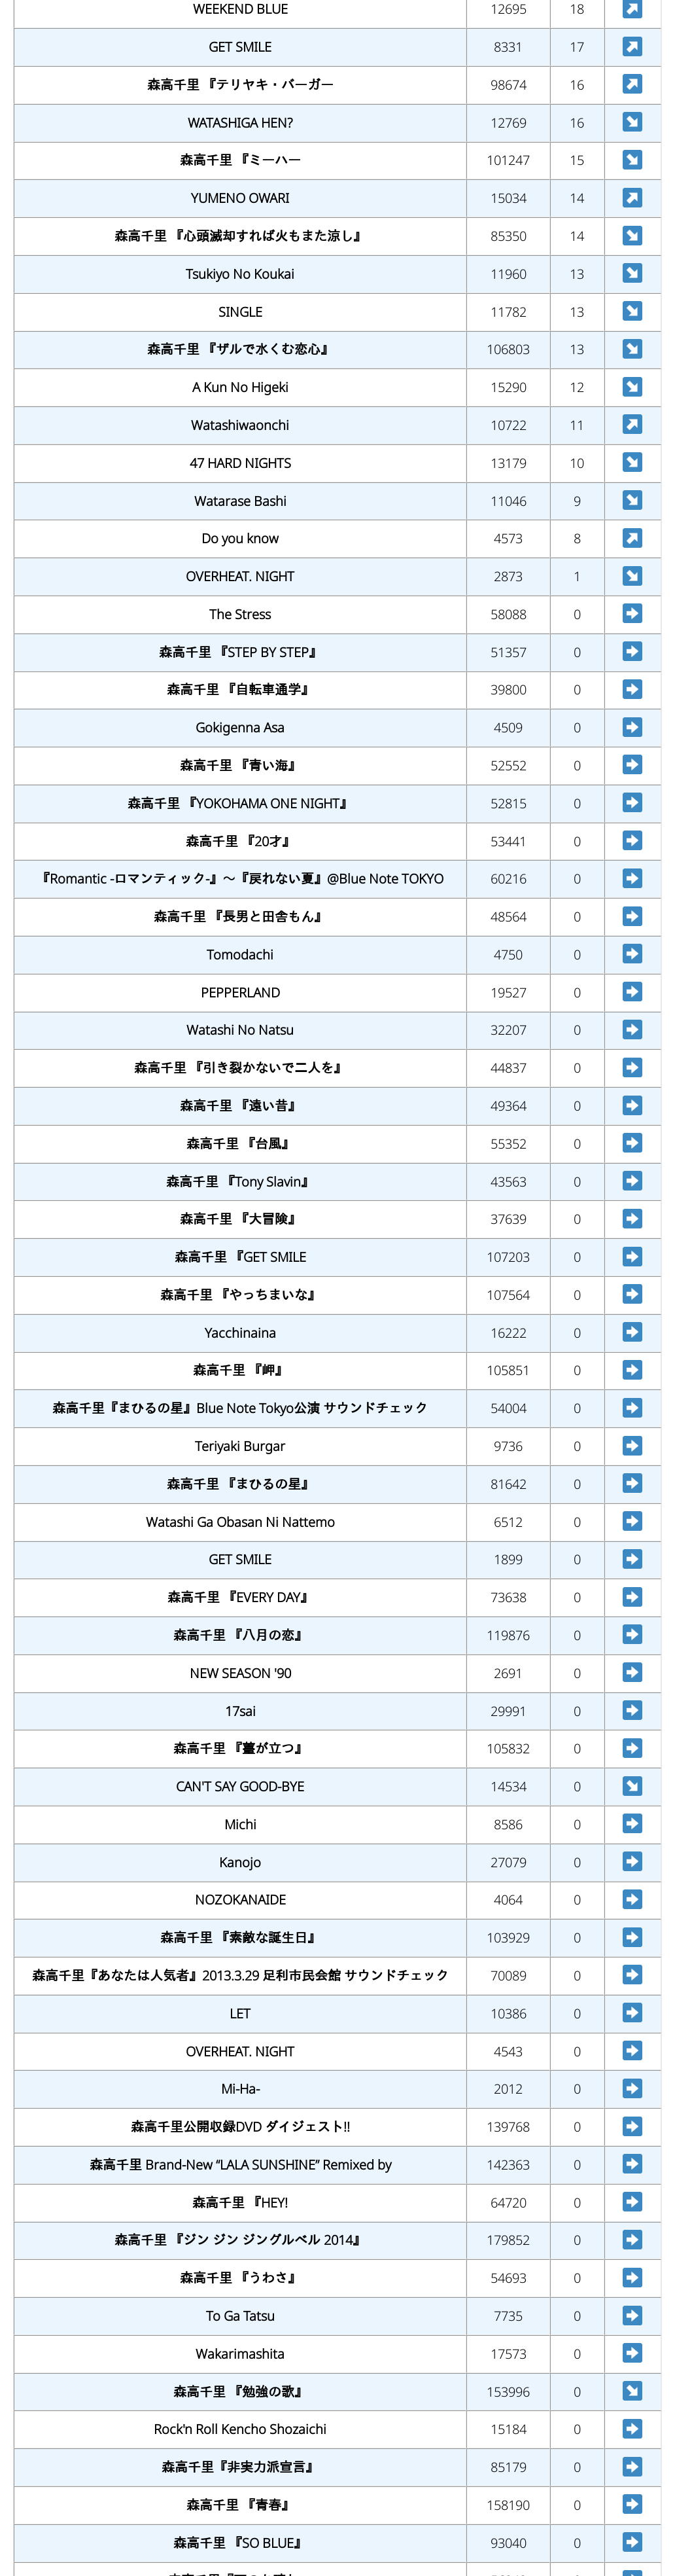 WEEKEND BLUE 12695 18
GET SMILE 8331 17
森高千里 『テリヤキ・バーガー 98674 16
WATASHIGA HEN? 12769 16
森高千里 『ミーハー 101247 15
YUMENO OWARI 15034 14
森高千里 『心頭滅却すれば火もまた涼し』 85350 14
Tsukiyo No Koukai 11960 13
SINGLE 11782 13
森高千里 『ザルで水くむ恋心』 106803 13
A Kun No Higeki 15290 12
Watashiwaonchi 10722 11
47 HARD NIGHTS 13179 10
Watarase Bashi 11046 9
Do you know 4573 8
OVERHEAT. NIGHT 2873 1
The Stress 58088 0
森高千里 『STEP BY STEP』 51357 0
森高千里 『自転車通学』 39800 0
Gokigenna Asa 4509 0
森高千里 『青い海』 52552 0
森高千里 『YOKOHAMA ONE NIGHT』 52815 0
森高千里 『20才』 53441 0
『Romantic -ロマンティック-』～『戻れない夏』@Blue Note TOKYO 60216 0
森高千里 『長男と田舎もん』 48564 0
Tomodachi 4750 0
PEPPERLAND 19527 0
Watashi No Natsu 32207 0
森高千里 『引き裂かないで二人を』 44837 0
森高千里 『遠い昔』 49364 0
森高千里 『台風』 55352 0
森高千里 『Tony Slavin』 43563 0
森高千里 『大冒険』 37639 0
森高千里 『GET SMILE 107203 0
森高千里 『やっちまいな』 107564 0
Yacchinaina 16222 0
森高千里 『岬』 105851 0
森高千里『まひるの星』Blue Note Tokyo公演 サウンドチェック 54004 0
Teriyaki Burgar 9736 0
森高千里 『まひるの星』 81642 0
Watashi Ga Obasan Ni Nattemo 6512 0
GET SMILE 1899 0
森高千里 『EVERY DAY』 73638 0
森高千里 『八月の恋』 119876 0
NEW SEASON '90 2691 0
17sai 29991 0
森高千里 『薹が立つ』 105832 0
CAN'T SAY GOOD-BYE 14534 0
Michi 8586 0
Kanojo 27079 0
NOZOKANAIDE 4064 0
森高千里 『素敵な誕生日』 103929 0
森高千里『あなたは人気者』2013.3.29 足利市民会館 サウンドチェック 70089 0
LET 10386 0
OVERHEAT. NIGHT 4543 0
Mi-Ha- 2012 0
森高千里公開収録DVD ダイジェスト!! 139768 0
森高千里 Brand-New “LALA SUNSHINE” Remixed by 142363 0
森高千里 『HEY! 64720 0
森高千里 『ジン ジン ジングルベル 2014』 179852 0
森高千里 『うわさ』 54693 0
To Ga Tatsu 7735 0
Wakarimashita 17573 0
森高千里 『勉強の歌』 153996 0
Rock'n Roll Kencho Shozaichi 15184 0
森高千里『非実力派宣言』 85179 0
森高千里 『青春』 158190 0
森高千里 『SO BLUE』 93040 0